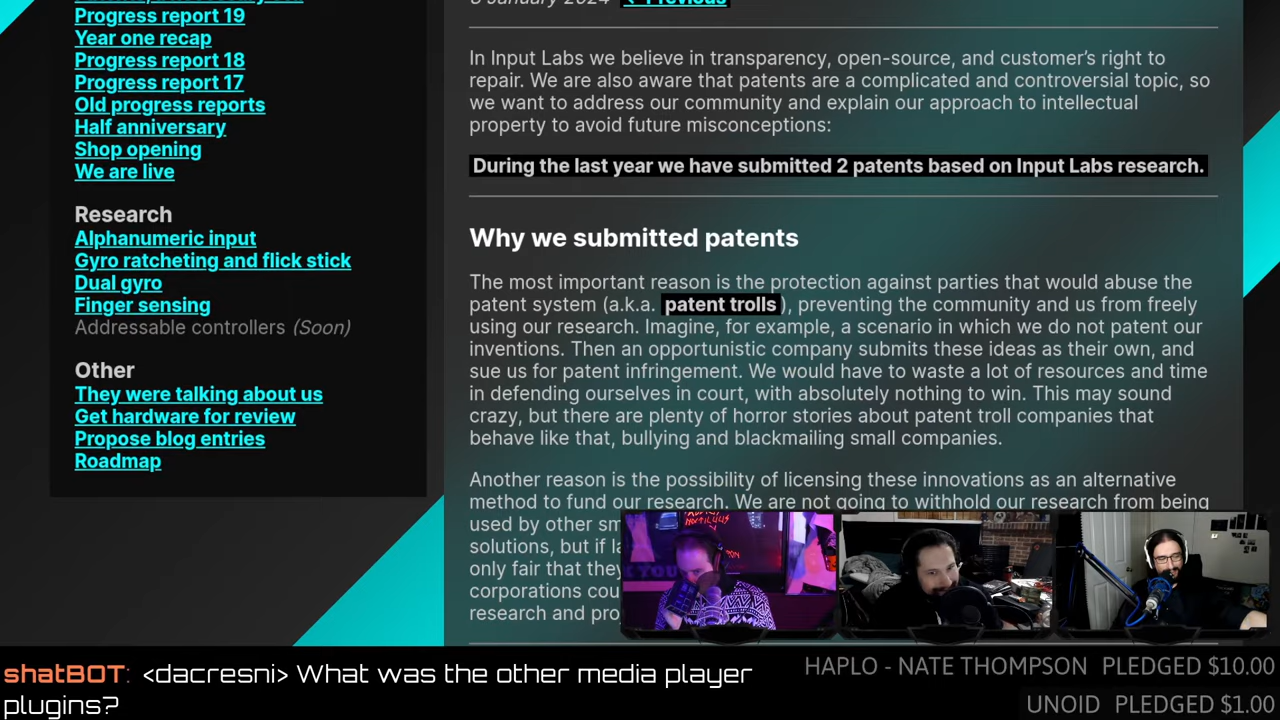 Progress report 19
Year one recap
Progress report 18
Progress report 17
Old progress reports
Half anniversary
Shop opening
We are live
Research
Alphanumeric input
Gyro ratcheting and flick stick
Dual gyro
Finger sensing
Addressable controllers (Soon)
Other
They were talking about us
Get hardware for review
Propose blog entries
Roadmap
Previous
In Input Labs we believe in transparency, open-source, and customer's right to
repair. We are also aware that patents are a complicated and controversial topic, so
we want to address our community and explain our approach to intellectual
property to avoid future misconceptions:
During the last year we have submitted 2 patents based on Input Labs research.
Why we submitted patents
The most important reason is the protection against parties that would abuse the
patent system (a.k.a. patent trolls), preventing the community and us from freely
using our research. Imagine, for example, a scenario in which we do not patent our
inventions. Then an opportunistic company submits these ideas as their own, and
sue us for patent infringement. We would have to waste a lot of resources and time
in defending ourselves in court, with absolutely nothing to win. This may sound
crazy, but there are plenty of horror stories about patent troll companies that
behave like that, bullying and blackmailing small companies.
Another reason is the possibility of licensing these innovations as an alternative
method to fund our research. We are not going to withhold our research from being
used by other
solutions, but if
only fair that they
corporations
research and
shatBOT: <dacresni> What was the other media player
plugins?
HAPLO - NATE THOMPSON PLEDGED $10.00
UNOID PLEDGED $1.00